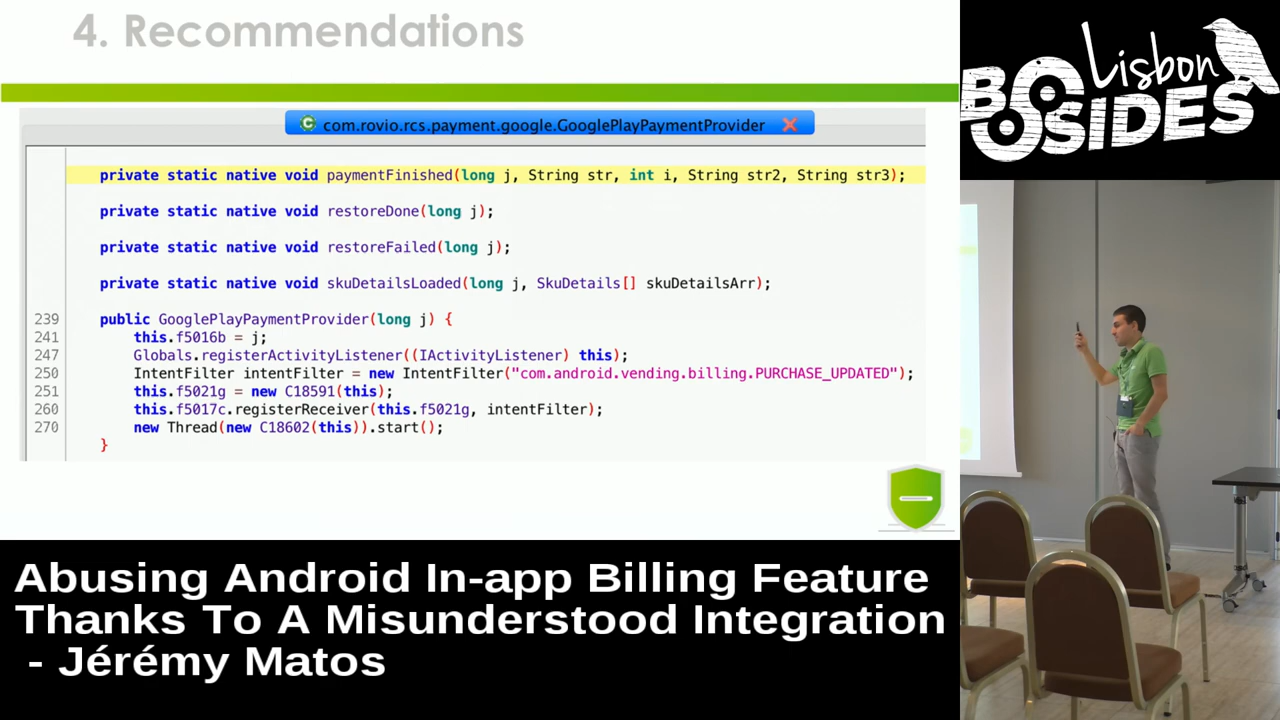 4. Recommendations
com.rovio.rcs.payment.google.GooglePlayPaymentProvider
private static native void paymentFinished(long j, String str, int i, String str2, String str3);
private static native void restoreDone(long j);
private static native void restoreFailed(long j);
private static native void skuDetailsLoaded(long j, SkuDetails[] skuDetailsArr);
239 public GooglePlayPaymentProvider(long j) {
241 this.f5016b = j;
247 Globals.registerActivityListener((IActivityListener) this);
250 IntentFilter intentFilter = new IntentFilter("com.android.vending.billing.PURCHASE_UPDATED");
251 this.f5021g = new C18591(this);
260 this.f5017c.registerReceiver(this.f5021g, intentFilter);
270 new Thread(new C18602(this)).start();
}
Lisbon
BSIDES
Abusing Android In-app Billing Feature
Thanks To A Misunderstood Integration
- Jérémy Matos